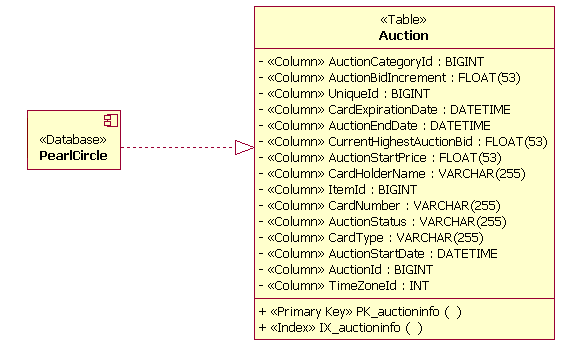 «Table»
Auction
- «Column» AuctionCategoryId : BIGINT
- «Column» AuctionBidIncrement : FLOAT(53)
- «Column» UniqueId : BIGINT
- «Column» CardExpirationDate : DATETIME
- «Column» AuctionEndDate : DATETIME
- «Column» CurrentHighestAuctionBid : FLOAT(53)
- «Column» AuctionStartPrice : FLOAT(53)
- «Column» CardHolderName : VARCHAR(255)
- «Column» ItemId : BIGINT
- «Column» CardNumber : VARCHAR(255)
- «Column» AuctionStatus : VARCHAR(255)
- «Column» CardType : VARCHAR(255)
- «Column» AuctionStartDate : DATETIME
- «Column» AuctionId : BIGINT
- «Column» TimeZoneId : INT
+ «Primary Key» PK_auctioninfo ( )
+ «Index» IX_auctioninfo ( )
«Database»
PearlCircle